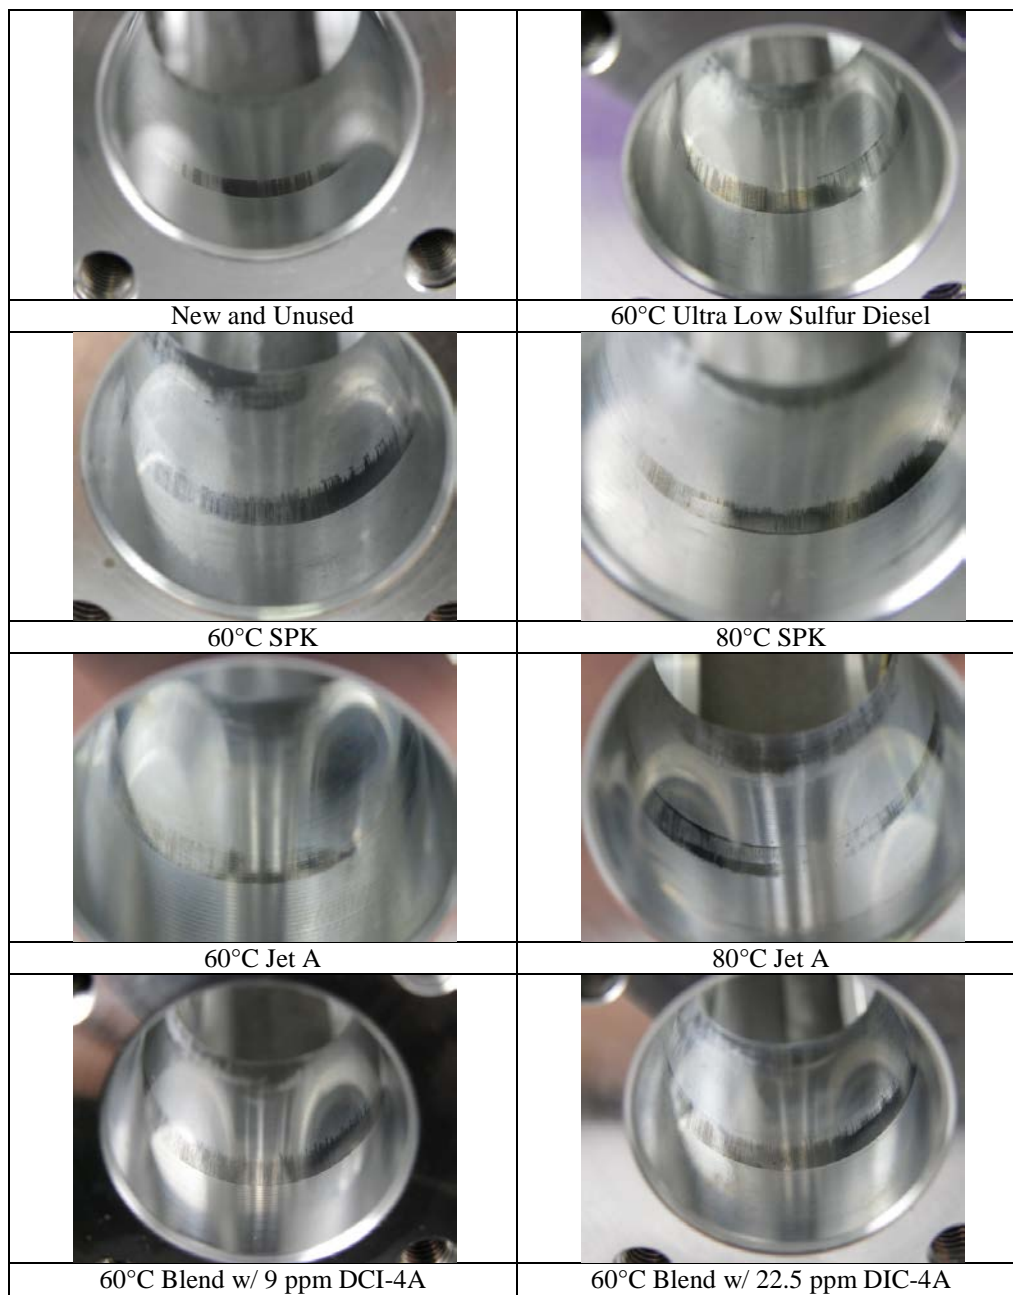 New and Unused
60°C Ultra Low Sulfur Diesel
60°C SPK
80°C SPK
60°C Jet A
80°C Jet A
60°C Blend w/ 9 ppm DCI-4A
60°C Blend w/ 22.5 ppm DIC-4A